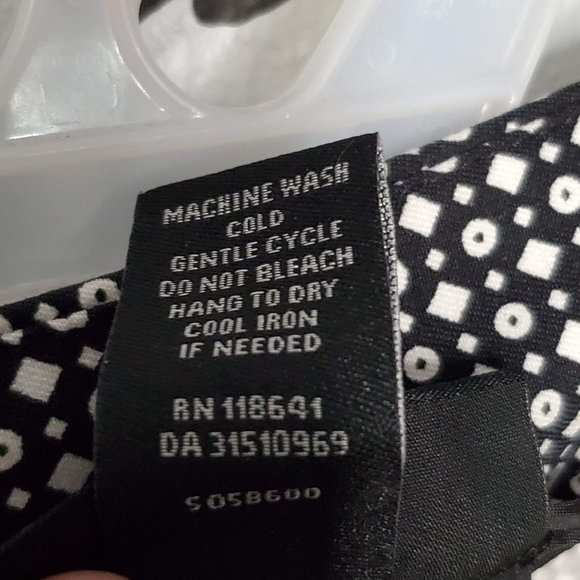 MACHINE WASH
COLD
GENTLE CYCLE
DO NOT BLEACH
HANG TO DRY
COOL IRON
IF NEEDED
RN 118641
DA 31510969
S058600